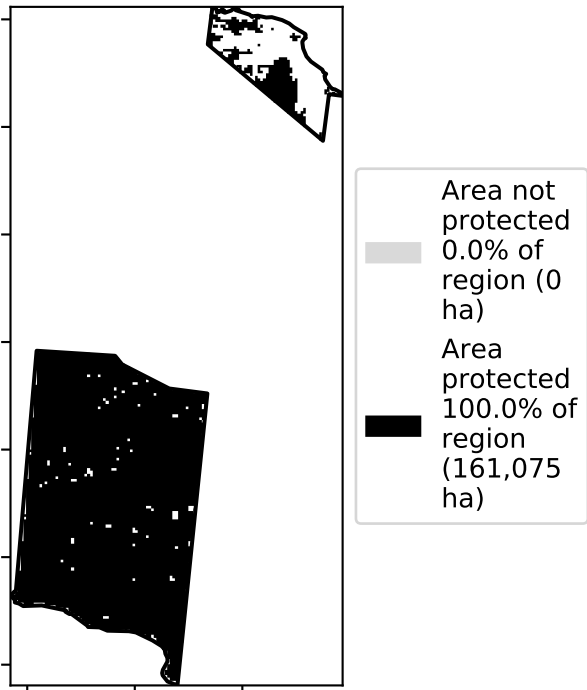 Area not
protected
0.0% of
region (0
ha)
Area
protected
100.0% of
region
(161,075
ha)